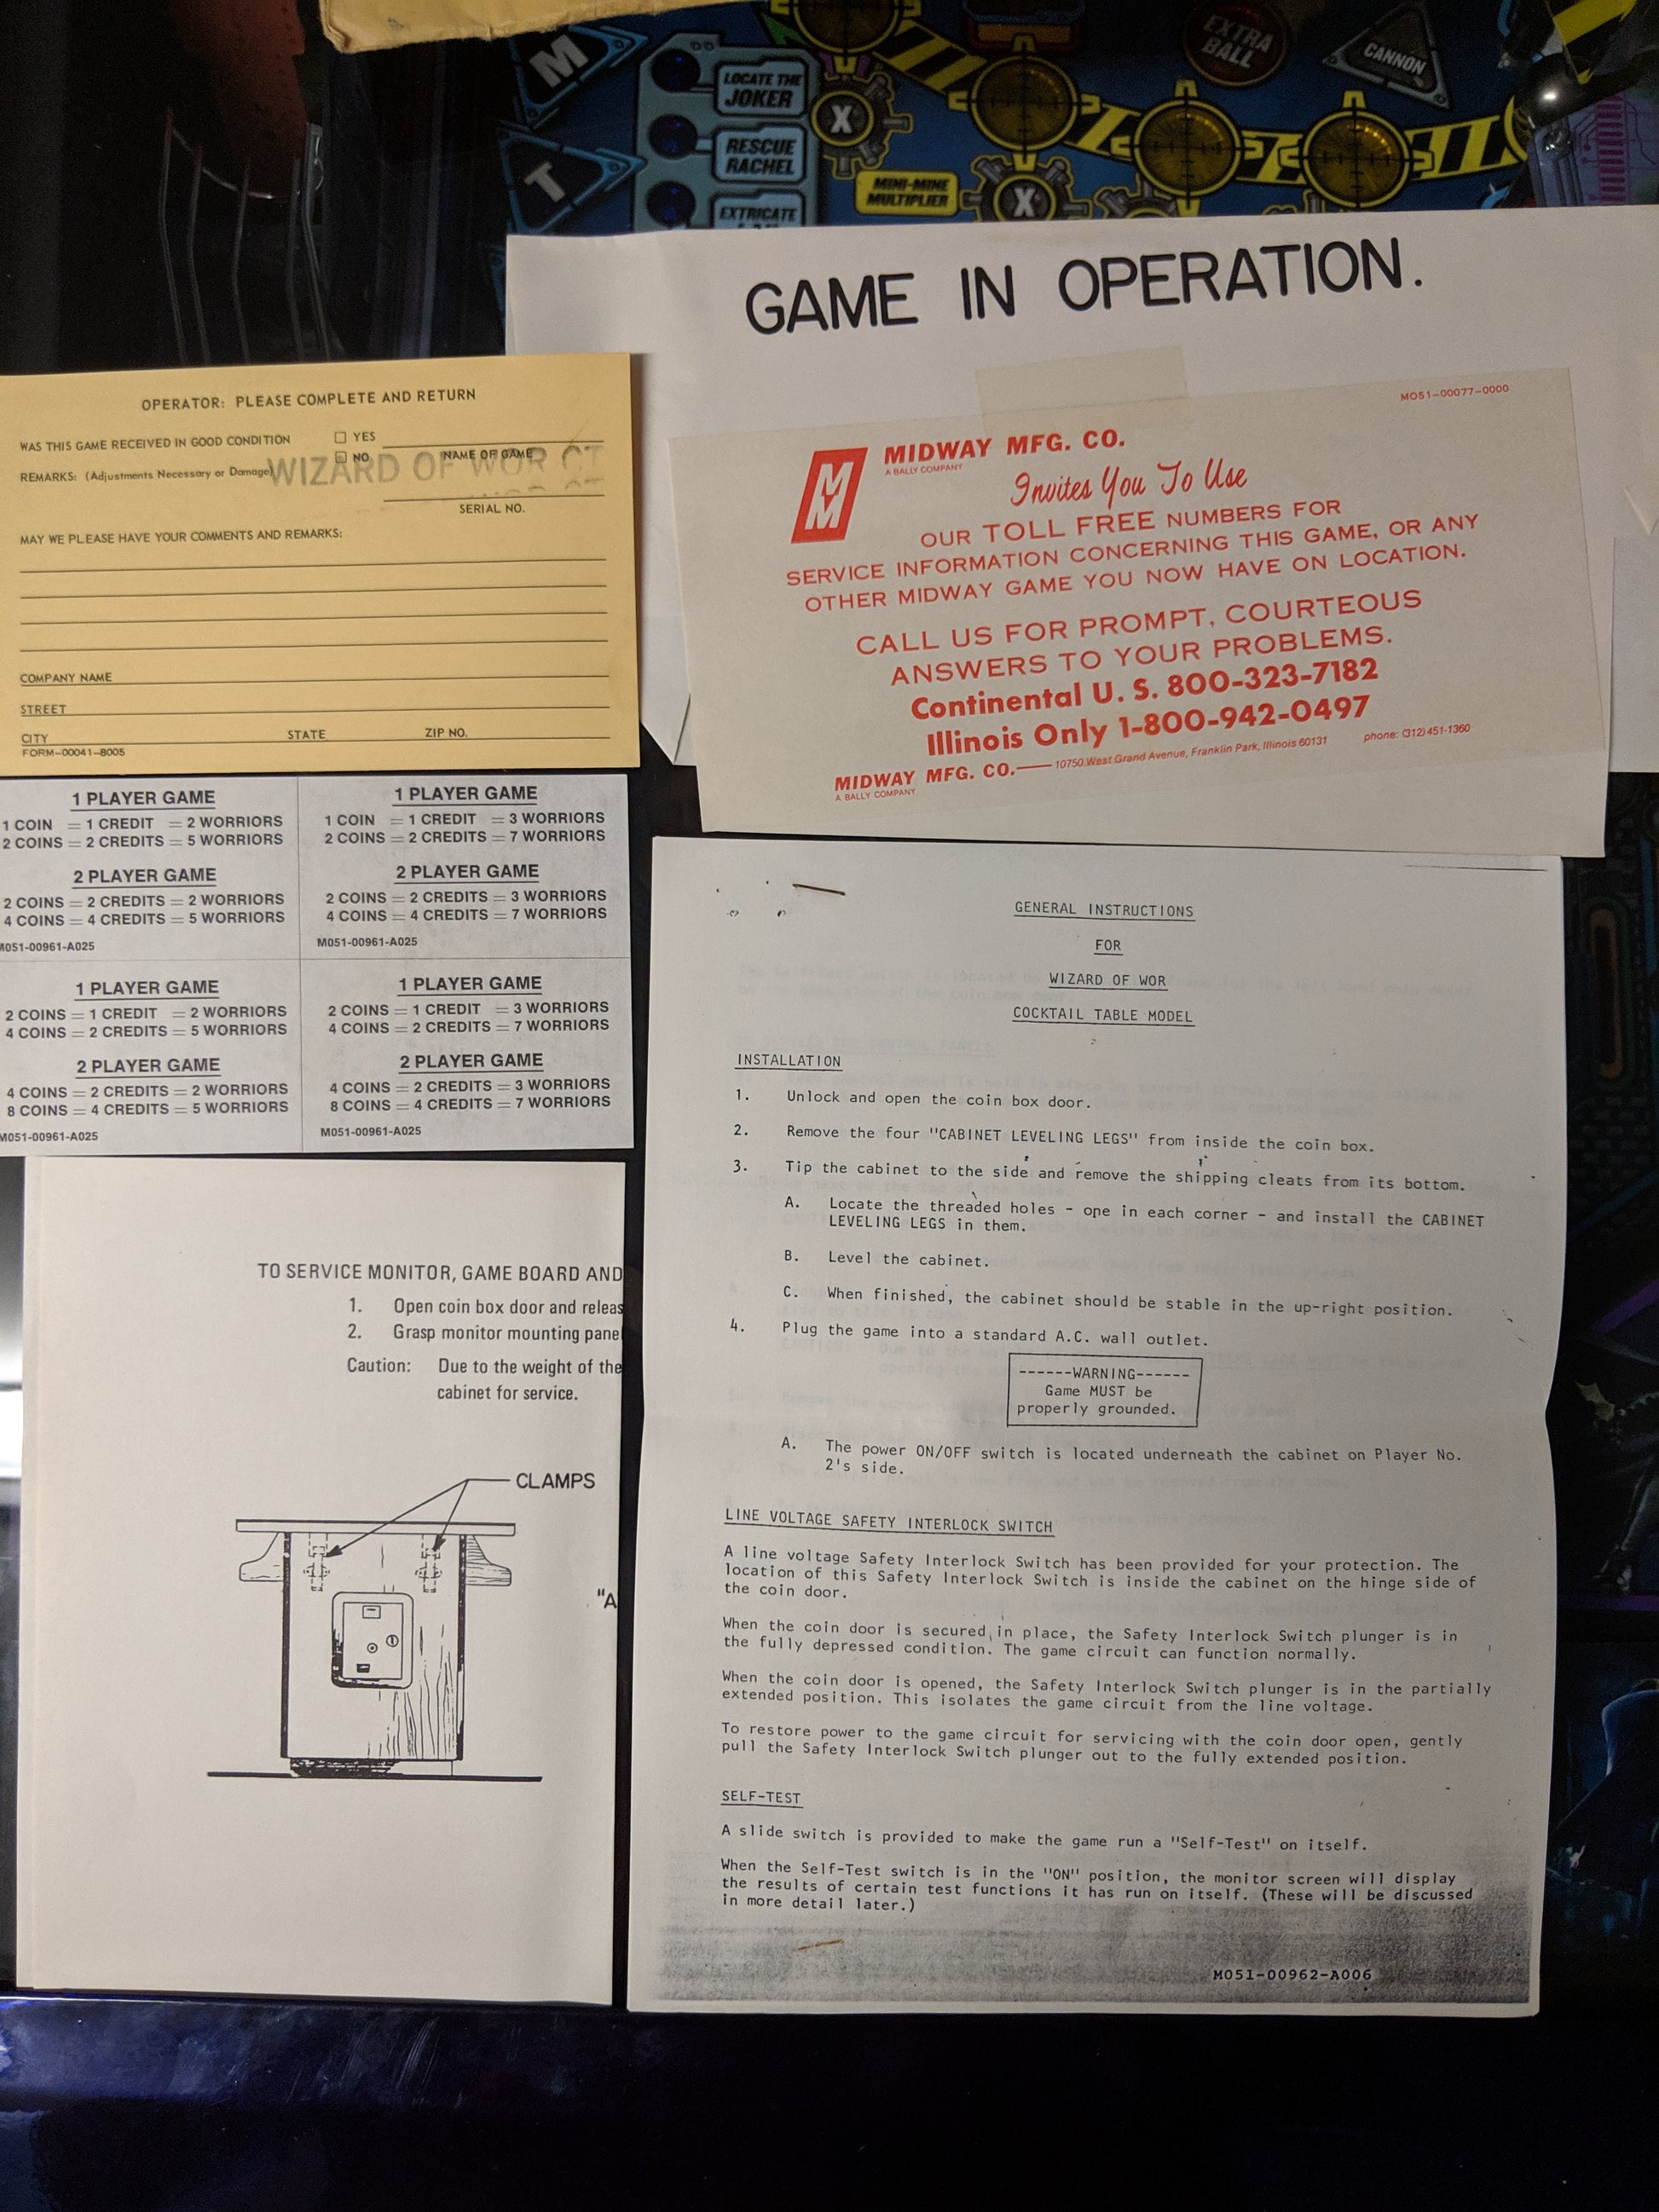 M
T
LOCATE THE
JOKER
RESCUE
RACHEL
EXTRICATE
X
MINI-MINE
MULTIPLIER
X
EXTRA
BALL
CANNON
GAME IN OPERATION.
OPERATOR: PLEASE COMPLETE AND RETURN
WAS THIS GAME RECEIVED IN GOOD CONDITION
YES
NO
NAME OF GAME
REMARKS: (Adjustments Necessary or Damage)
WIZARD OF WOR CT
SERIAL NO.
MAY WE PLEASE HAVE YOUR COMMENTS AND REMARKS:
COMPANY NAME
STREET
CITY STATE ZIP NO.
FORM-00041-8005
MO51-00077-0000
MM
MIDWAY MFG. CO.
A BALLY COMPANY
Invites You To Use
OUR TOLL FREE NUMBERS FOR
SERVICE INFORMATION CONCERNING THIS GAME, OR ANY
OTHER MIDWAY GAME YOU NOW HAVE ON LOCATION.
CALL US FOR PROMPT, COURTEOUS
ANSWERS TO YOUR PROBLEMS.
Continental U. S. 800-323-7182
Illinois Only 1-800-942-0497
MIDWAY MFG. CO. 10750 West Grand Avenue, Franklin Park, Illinois 60131 phone: (312) 451-1360
A BALLY COMPANY
1 PLAYER GAME
1 COIN = 1 CREDIT = 2 WORRIORS
2 COINS = 2 CREDITS = 5 WORRIORS
2 PLAYER GAME
2 COINS = 2 CREDITS = 2 WORRIORS
4 COINS = 4 CREDITS = 5 WORRIORS
M051-00961-A025
1 PLAYER GAME
1 COIN = 1 CREDIT = 3 WORRIORS
2 COINS = 2 CREDITS = 7 WORRIORS
2 PLAYER GAME
2 COINS = 2 CREDITS = 3 WORRIORS
4 COINS = 4 CREDITS = 7 WORRIORS
M051-00961-A025
1 PLAYER GAME
2 COINS = 1 CREDIT = 2 WORRIORS
4 COINS = 2 CREDITS = 5 WORRIORS
2 PLAYER GAME
4 COINS = 2 CREDITS = 2 WORRIORS
8 COINS = 4 CREDITS = 5 WORRIORS
M051-00961-A025
1 PLAYER GAME
2 COINS = 1 CREDIT = 3 WORRIORS
4 COINS = 2 CREDITS = 7 WORRIORS
2 PLAYER GAME
4 COINS = 2 CREDITS = 3 WORRIORS
8 COINS = 4 CREDITS = 7 WORRIORS
M051-00961-A025
TO SERVICE MONITOR, GAME BOARD AND
1. Open coin box door and releas
2. Grasp monitor mounting pane
Caution: Due to the weight of the
cabinet for service.
CLAMPS
"A
GENERAL INSTRUCTIONS
FOR
WIZARD OF WOR
COCKTAIL TABLE MODEL
INSTALLATION
1. Unlock and open the coin box door.
2. Remove the four "CABINET LEVELING LEGS" from inside the coin box.
3. Tip the cabinet to the side and remove the shipping cleats from its bottom.
A. Locate the threaded holes - one in each corner - and install the CABINET
LEVELING LEGS in them.
B. Level the cabinet.
C. When finished, the cabinet should be stable in the up-right position.
4. Plug the game into a standard A.C. wall outlet.
------WARNING------
Game MUST be
properly grounded.
A. The power ON/OFF switch is located underneath the cabinet on Player No.
2's side.
LINE VOLTAGE SAFETY INTERLOCK SWITCH
A line voltage Safety Interlock Switch has been provided for your protection. The
location of this Safety Interlock Switch is inside the cabinet on the hinge side of
the coin door.
When the coin door is secured in place, the Safety Interlock Switch plunger is in
the fully depressed condition. The game circuit can function normally.
When the coin door is opened, the Safety Interlock Switch plunger is in the partially
extended position. This isolates the game circuit from the line voltage.
To restore power to the game circuit for servicing with the coin door open, gently
pull the Safety Interlock Switch plunger out to the fully extended position.
SELF-TEST
A slide switch is provided to make the game run a "Self-Test" on itself.
When the Self-Test switch is in the "ON" position, the monitor screen will display
the results of certain test functions it has run on itself. (These will be discussed
in more detail later.)
M051-00962-A006